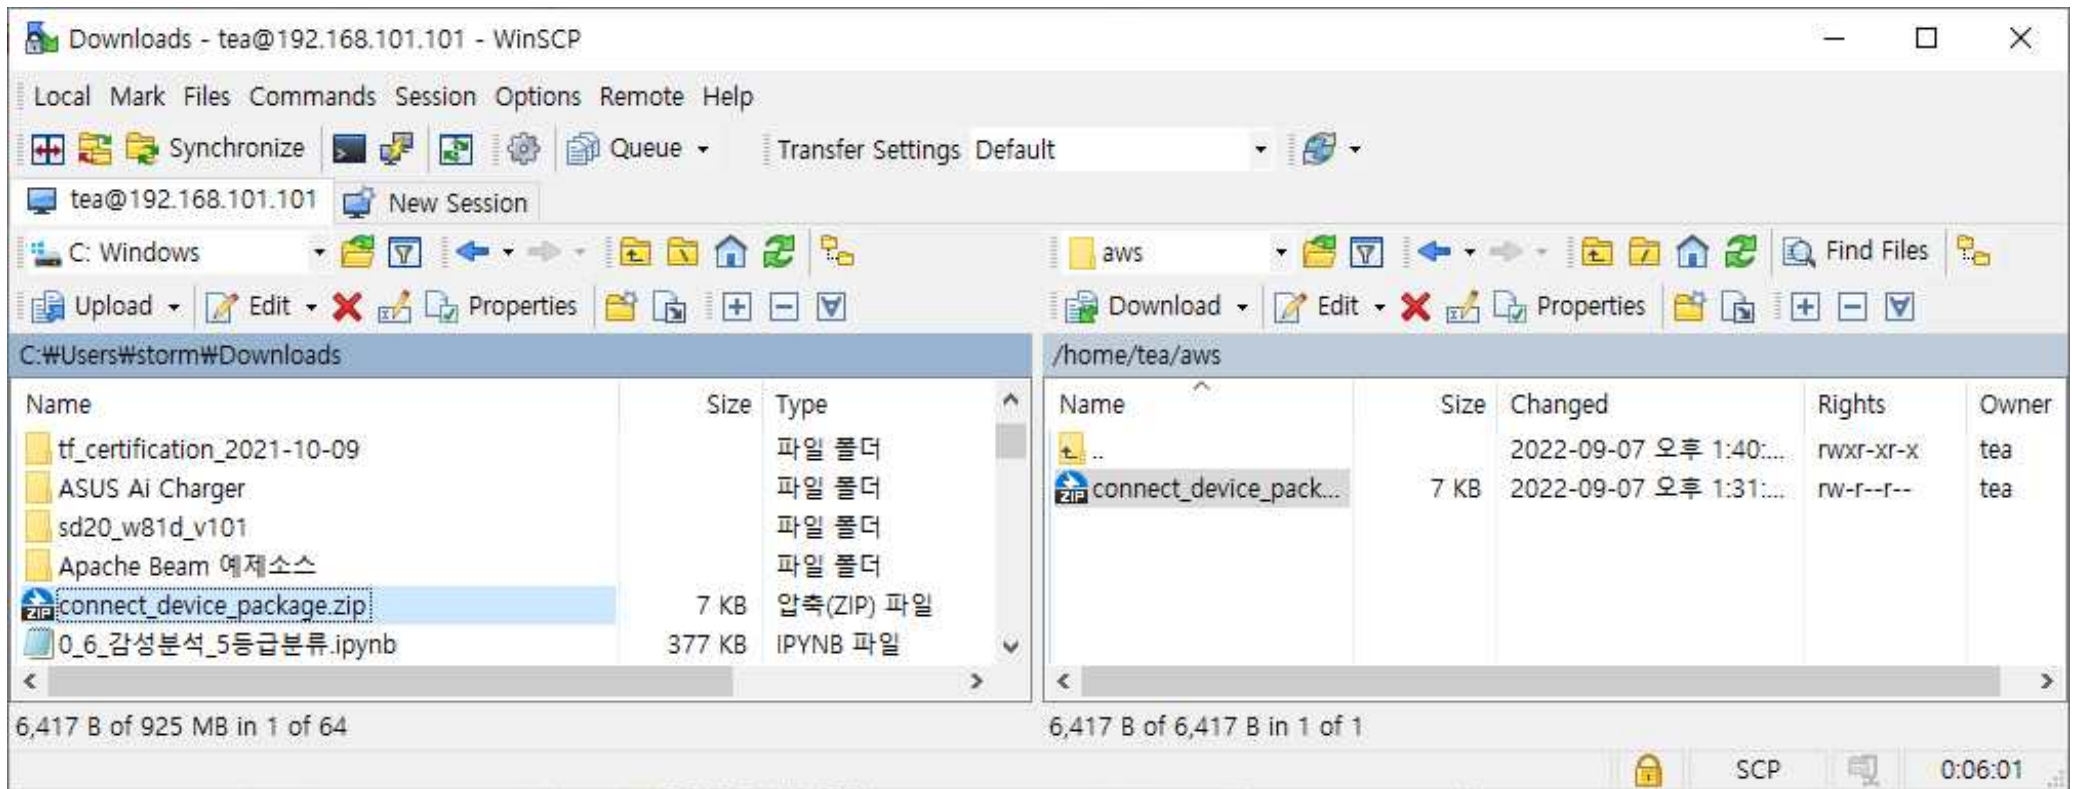 Downloads - tea@192.168.101.101 - WinSCP
Local Mark Files Commands Session Options Remote Help
Synchronize Queue Transfer Settings Default
tea@192.168.101.101 New Session
C: Windows aws Find Files
Upload Edit Properties Download Edit Properties
C:₩Users₩storm₩Downloads /home/tea/aws
Name Size Type Name Size Changed Rights Owner
tf_certification_2021-10-09 파일 폴더 .. 2022-09-07 오후 1:40:... rwxr-xr-x tea
ASUS Ai Charger 파일 폴더 ZIP connect_device_pack... 7 KB 2022-09-07 오후 1:31:... rw-r--r-- tea
sd20_w81d_v101 파일 폴더
Apache Beam 예제소스 파일 폴더
ZIP connect_device_package.zip 7 KB 압축(ZIP) 파일
0_6_감성분석_5등급분류.ipynb 377 KB IPYNB 파일
6,417 B of 925 MB in 1 of 64 6,417 B of 6,417 B in 1 of 1
SCP 0:06:01